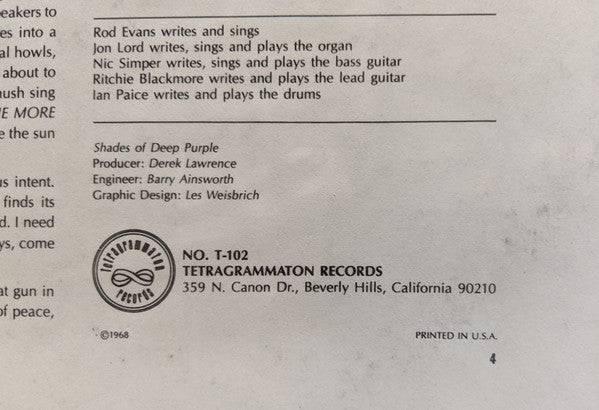 eakers to
es into a
al howls,
about to
ush sing
E MORE
e the sun
us intent.
finds its
d. I need
ys, come
at gun in
of peace,
Rod Evans writes and sings
Jon Lord writes, sings and plays the organ
Nic Simper writes, sings and plays the bass guitar
Ritchie Blackmore writes and plays the lead guitar
Ian Paice writes and plays the drums
Shades of Deep Purple
Producer: Derek Lawrence
Engineer: Barry Ainsworth
Graphic Design: Les Weisbrich
tetragrammaton
records
NO. T-102
TETRAGRAMMATON RECORDS
359 N. Canon Dr., Beverly Hills, California 90210
©1968
PRINTED IN U.S.A.
4